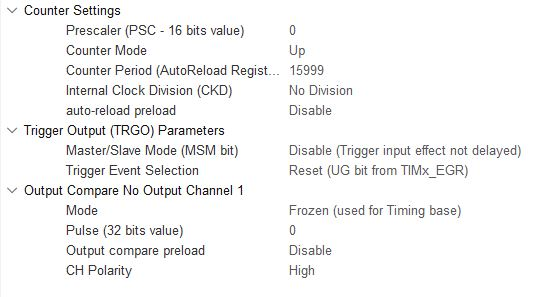 Counter Settings
Prescaler (PSC - 16 bits value) 0
Counter Mode Up
Counter Period (AutoReload Regist... 15999
Internal Clock Division (CKD) No Division
auto-reload preload Disable
Trigger Output (TRGO) Parameters
Master/Slave Mode (MSM bit) Disable (Trigger input effect not delayed)
Trigger Event Selection Reset (UG bit from TIMx_EGR)
Output Compare No Output Channel 1
Mode Frozen (used for Timing base)
Pulse (32 bits value) 0
Output compare preload Disable
CH Polarity High